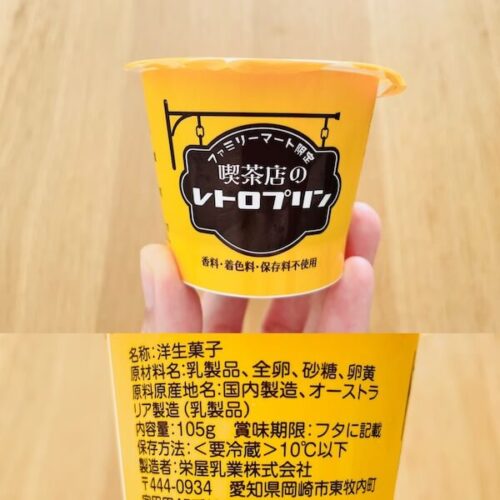 ファミリーマート限定
喫茶店の
レトロプリン
香料・着色料・保存料不使用
名称:洋生菓子
原材料名:乳製品、全卵、砂糖、卵黄
原料原産地名:国内製造、オーストラ
リア製造(乳製品)
内容量:105g 賞味期限:フタに記載
保存方法:<要冷蔵>10℃以下
製造者:栄屋乳業株式会社
〒444-0934 愛知県岡崎市東牧内町